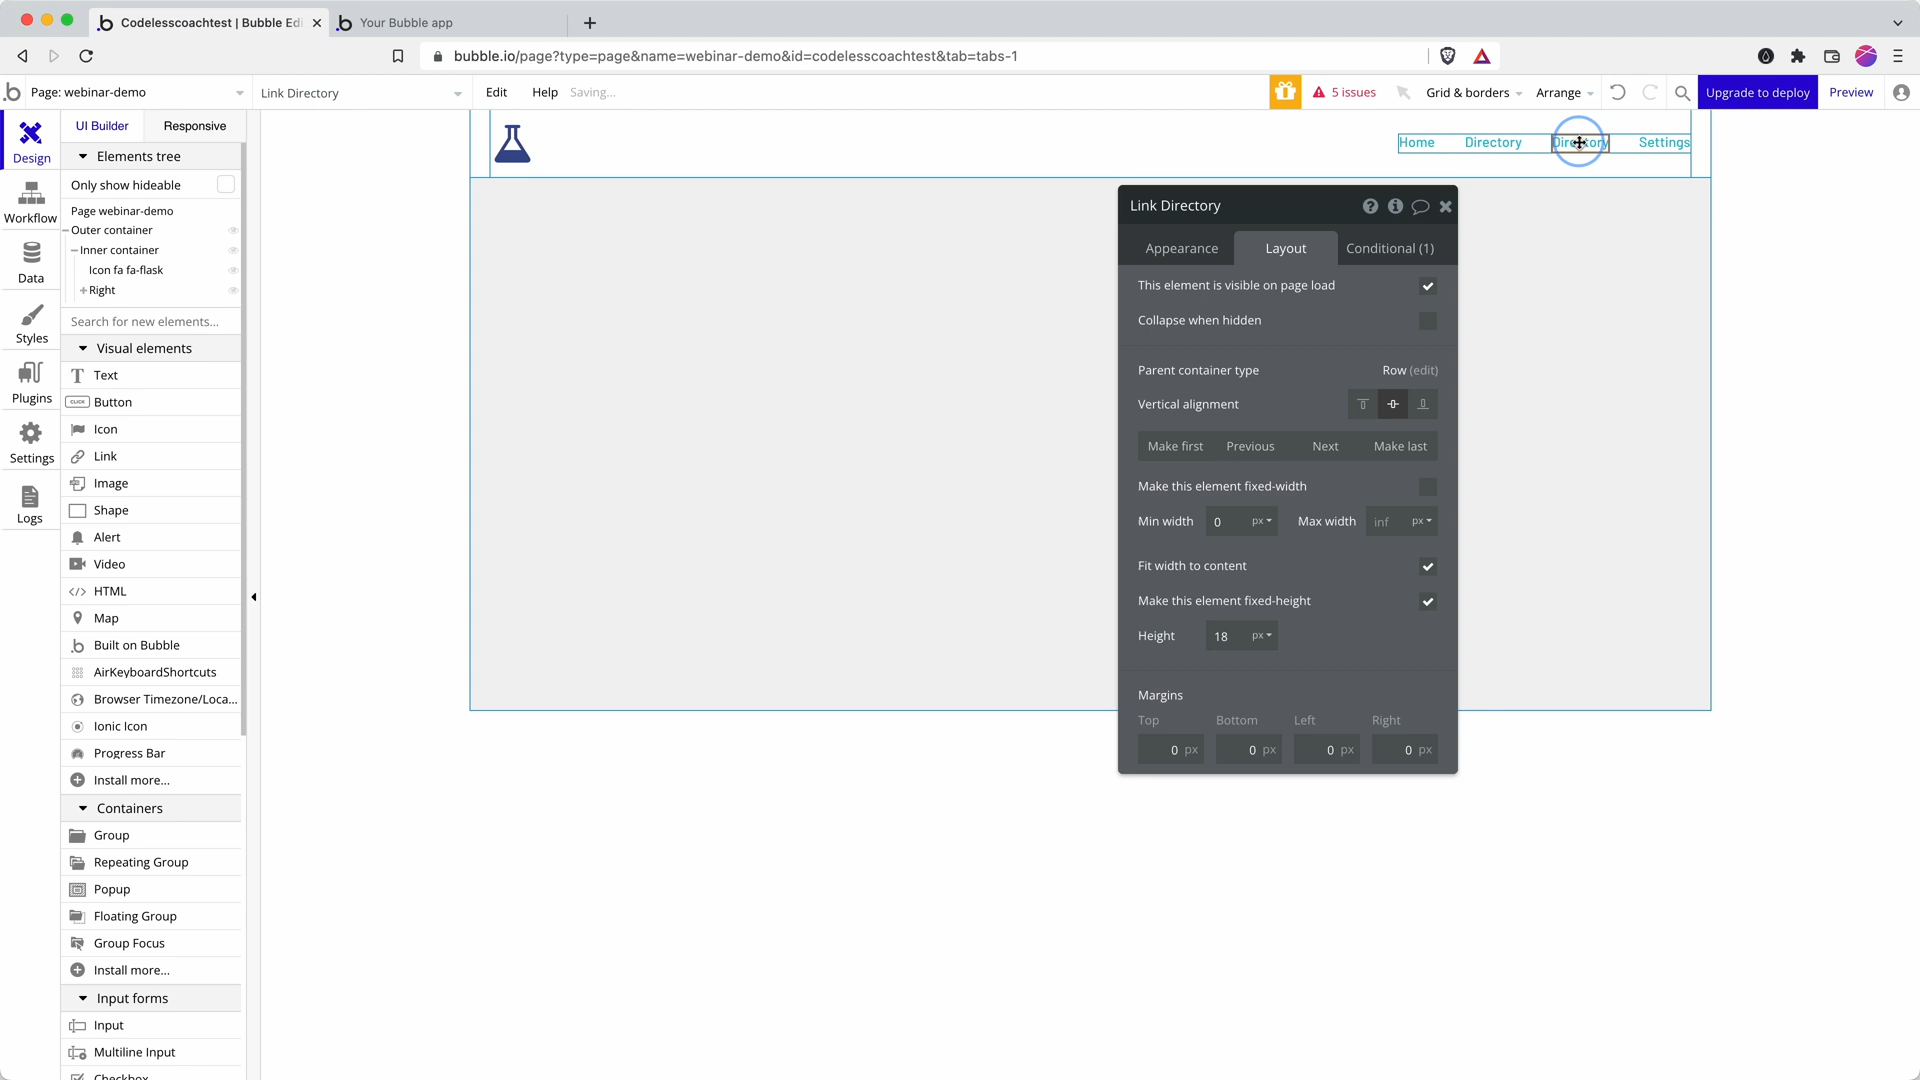 Codelesscoachtest | Bubble Edi
Your Bubble app
bubble.io/page?type=page&name=webinar-demo&id=codelesscoachtest&tab=tabs-1
Page: webinar-demo
Link Directory
Edit
Help
Saving...
5 issues
Grid & borders
Arrange
Upgrade to deploy
Preview
Design
Workflow
Data
Styles
Plugins
Settings
Logs
UI Builder
Responsive
Elements tree
Only show hideable
Page webinar-demo
Outer container
Inner container
Icon fa fa-flask
Right
Search for new elements...
Visual elements
Text
CLICK
Button
Icon
Link
Image
Shape
Alert
Video
HTML
Map
Built on Bubble
AirKeyboardShortcuts
Browser Timezone/Loca...
Ionic Icon
Progress Bar
Install more...
Containers
Group
Repeating Group
Popup
Floating Group
Group Focus
Install more...
Input forms
Input
Multiline Input
Checkbox
Home
Directory
Directory
Settings
Link Directory
Appearance
Layout
Conditional (1)
This element is visible on page load
Collapse when hidden
Parent container type
Row (edit)
Vertical alignment
Make first
Previous
Next
Make last
Make this element fixed-width
Min width
0 px
Max width
inf px
Fit width to content
Make this element fixed-height
Height
18 px
Margins
Top
Bottom
Left
Right
0 px
0 px
0 px
0 px